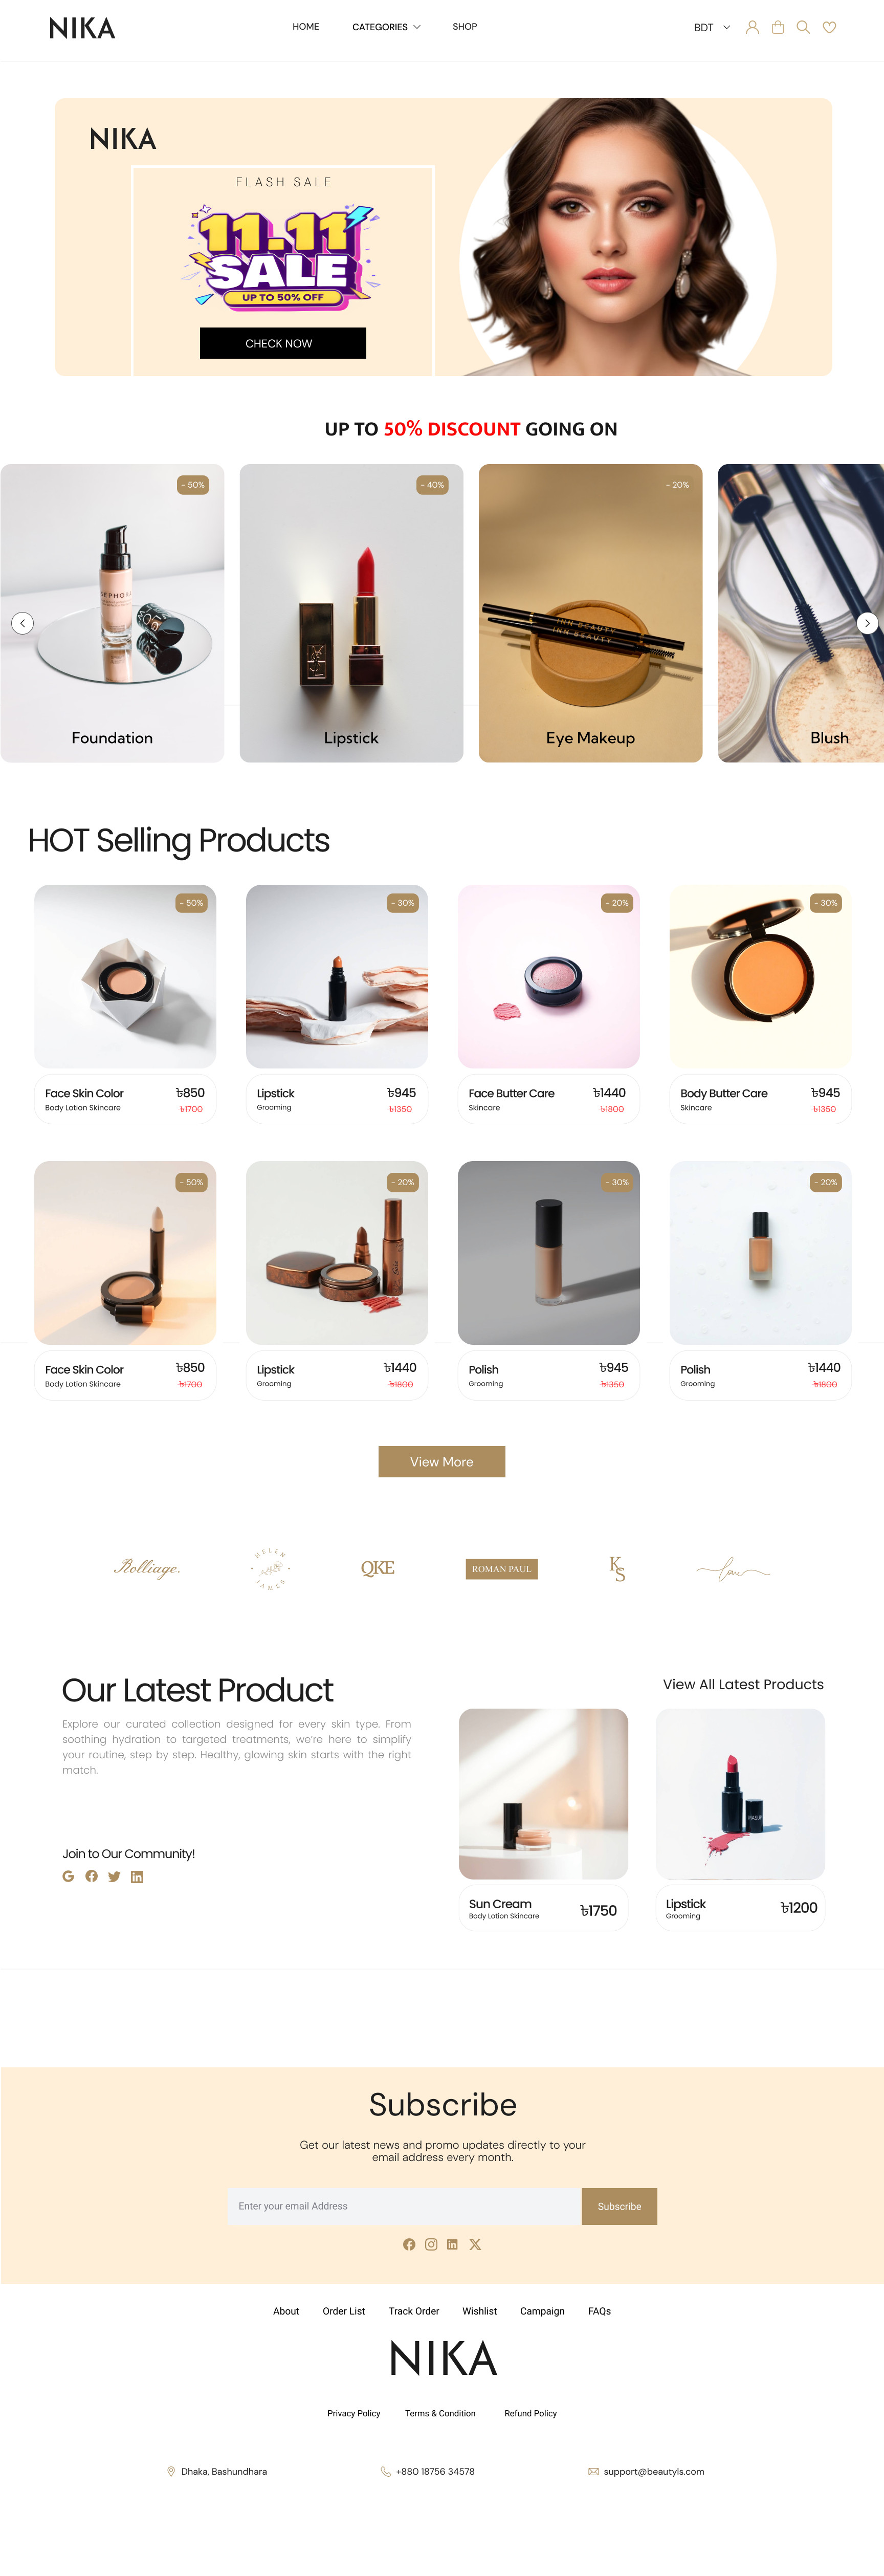 NIKA
HOME
CATEGORIES
SHOP
BDT
NIKA
FLASH SALE
11.11
SALE
UP TO 50% OFF
CHECK NOW
UP TO 50% DISCOUNT GOING ON
- 50%
- 40%
- 20%
SEPHORA
INN BEAUTY
INN BEAUTY
Foundation
Lipstick
Eye Makeup
Blush
HOT Selling Products
- 50%
- 30%
- 20%
- 30%
Face Skin Color
৳850
Body Lotion Skincare
৳1700
Lipstick
৳945
Grooming
৳1350
Face Butter Care
৳1440
Skincare
৳1800
Body Butter Care
৳945
Skincare
৳1350
- 50%
- 20%
- 30%
- 20%
Face Skin Color
৳850
Body Lotion Skincare
৳1700
Lipstick
৳1440
Grooming
৳1800
Polish
৳945
Grooming
৳1350
Polish
৳1440
Grooming
৳1800
View More
Rolliage.
HELEN
JAMES
QKE
ROMAN PAUL
KS
Our Latest Product
View All Latest Products
Explore our curated collection designed for every skin type. From
soothing hydration to targeted treatments, we're here to simplify
your routine, step by step. Healthy, glowing skin starts with the right
match.
Join to Our Community!
Sun Cream
৳1750
Body Lotion Skincare
Lipstick
৳1200
Grooming
Subscribe
Get our latest news and promo updates directly to your
email address every month.
Enter your email Address
Subscribe
About
Order List
Track Order
Wishlist
Campaign
FAQs
NIKA
Privacy Policy
Terms & Condition
Refund Policy
Dhaka, Bashundhara
+880 18756 34578
support@beautyls.com